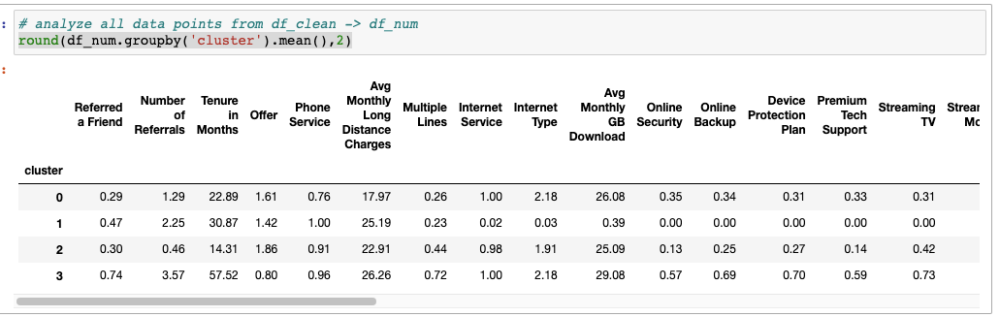 # analyze all data points from df_clean -> df_num
round(df_num.groupby('cluster').mean(),2)
Referred a Friend Number of Referrals Tenure in Months Offer Phone Service Avg Monthly Long Distance Charges Multiple Lines Internet Service Internet Type Avg Monthly GB Download Online Security Online Backup Device Protection Plan Premium Tech Support Streaming TV
cluster
0 0.29 1.29 22.89 1.61 0.76 17.97 0.26 1.00 2.18 26.08 0.35 0.34 0.31 0.33 0.31
1 0.47 2.25 30.87 1.42 1.00 25.19 0.23 0.02 0.03 0.39 0.00 0.00 0.00 0.00 0.00
2 0.30 0.46 14.31 1.86 0.91 22.91 0.44 0.98 1.91 25.09 0.13 0.25 0.27 0.14 0.42
3 0.74 3.57 57.52 0.80 0.96 26.26 0.72 1.00 2.18 29.08 0.57 0.69 0.70 0.59 0.73